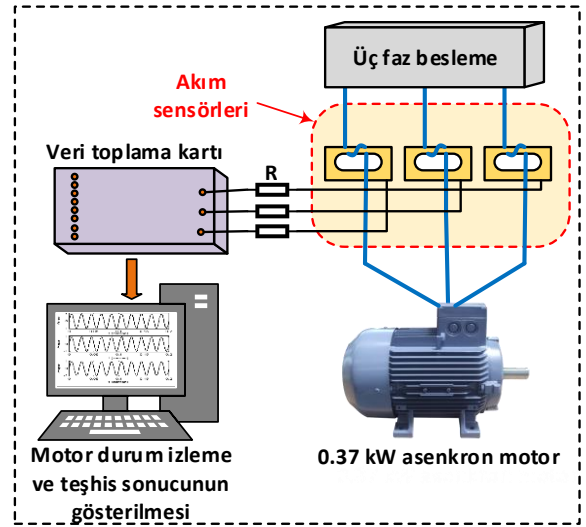 Üç faz besleme
Akım
sensörleri
Veri toplama kartı
R
Motor durum izleme
ve teşhis sonucunun
gösterilmesi
0.37 kW asenkron motor